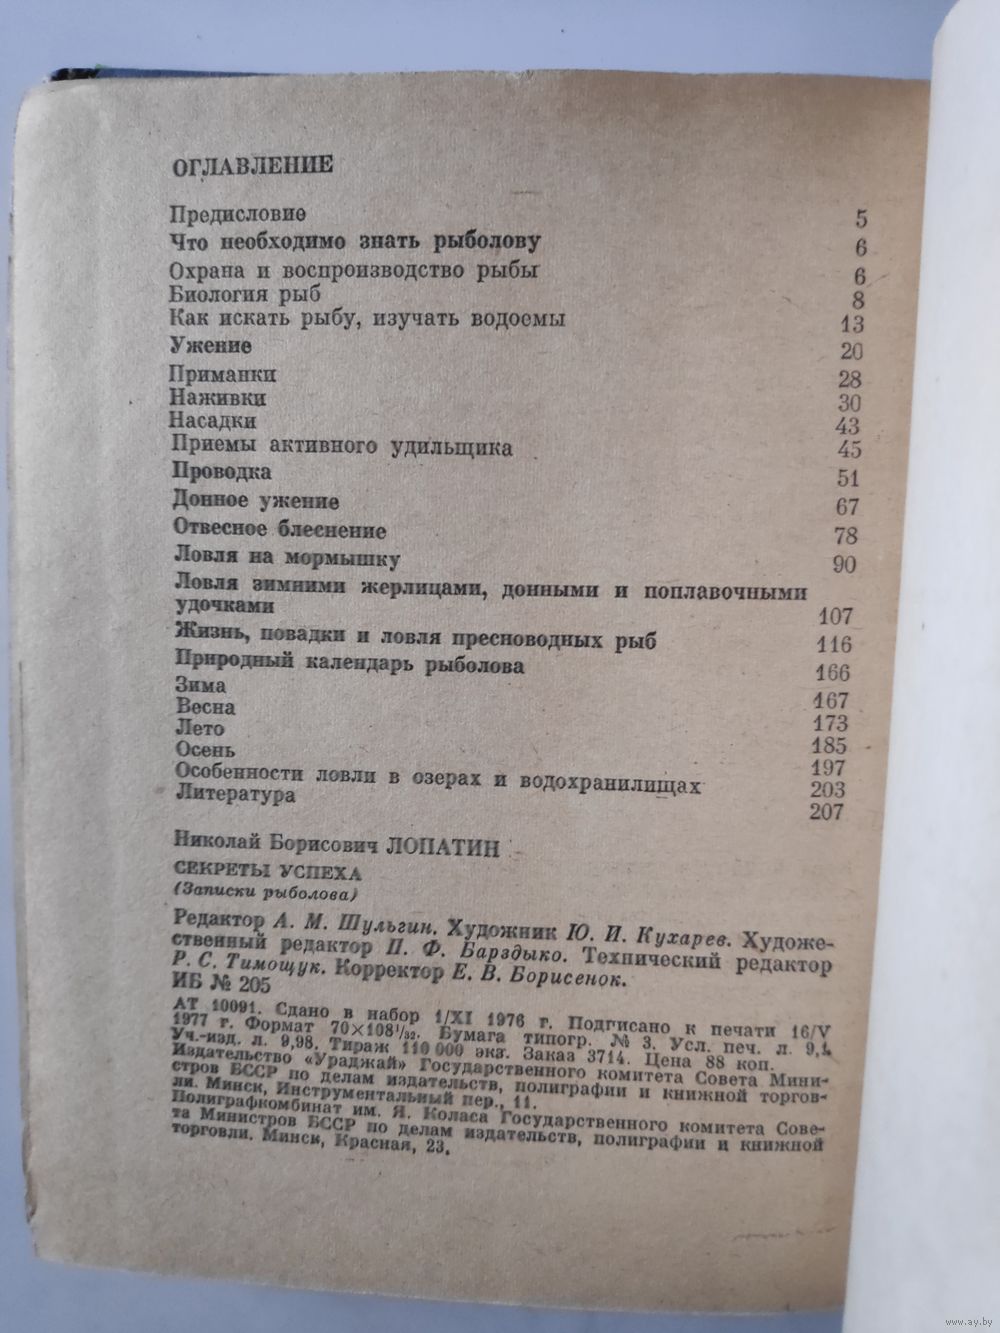 ОГЛАВЛЕНИЕ
Предисловие 5
Что необходимо знать рыболову 6
Охрана и воспроизводство рыбы 6
Биология рыб 8
Как искать рыбу, изучать водоемы 13
Ужение 20
Приманки 28
Наживки 30
Насадки 43
Приемы активного удильщика 45
Проводка 51
Донное ужение 67
Отвесное блеснение 78
Ловля на мормышку 90
Ловля зимними жерлицами, донными и поплавочными
удочками 107
Жизнь, повадки и ловля пресноводных рыб 116
Природный календарь рыболова 166
Зима 167
Весна 173
Лето 185
Осень 197
Особенности ловли в озерах и водохранилищах 203
Литература 207
Николай Борисович ЛОПАТИН
СЕКРЕТЫ УСПЕХА
(Записки рыболова)
Редактор А. М. Шульгин. Художник Ю. И. Кухарев. Художе-
ственный редактор П. Ф. Барздыко. Технический редактор
Р. С. Тимощук. Корректор Е. В. Борисенок.
ИБ № 205
АТ 10091. Сдано в набор 1/XI 1976 г. Подписано к печати 16/V
1977 г. Формат 70×108¹/₃₂. Бумага типогр. № 3. Усл. печ. л. 9,1.
Уч.-изд. л. 9,98. Тираж 110 000 экз. Заказ 3714. Цена 88 коп.
Издательство «Ураджай» Государственного комитета Совета Мини-
стров БССР по делам издательств, полиграфии и книжной торгов-
ли. Минск, Инструментальный пер., 11.
Полиграфкомбинат им. Я. Коласа Государственного комитета Сове-
та Министров БССР по делам издательств, полиграфии и книжной
торговли. Минск, Красная, 23.
www.ay.by